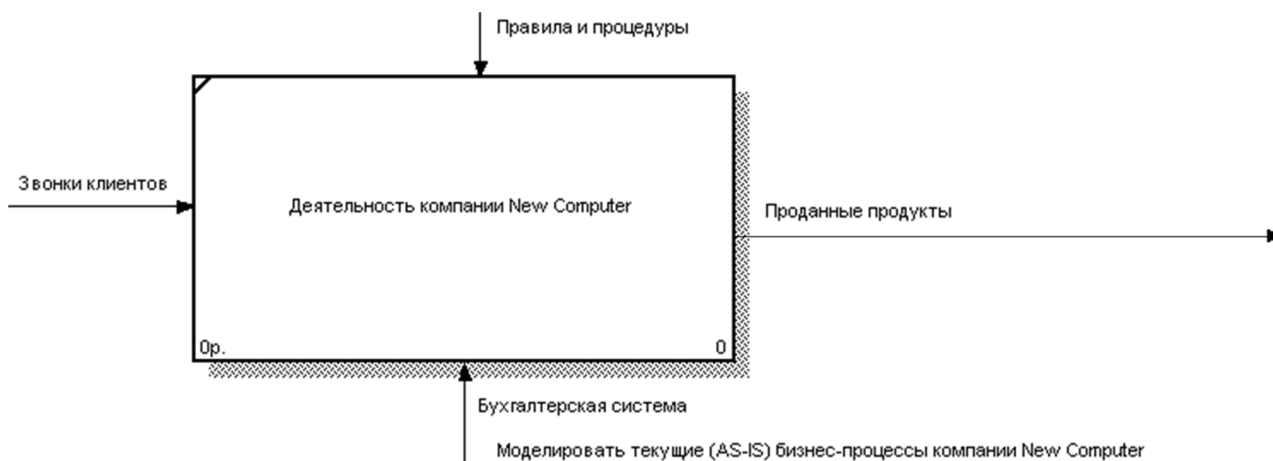 Правила и процедуры
Звонки клиентов
Деятельность компании New Computer
Проданные продукты
0р.
0
Бухгалтерская система
Моделировать текущие (AS-IS) бизнес-процессы компании New Computer